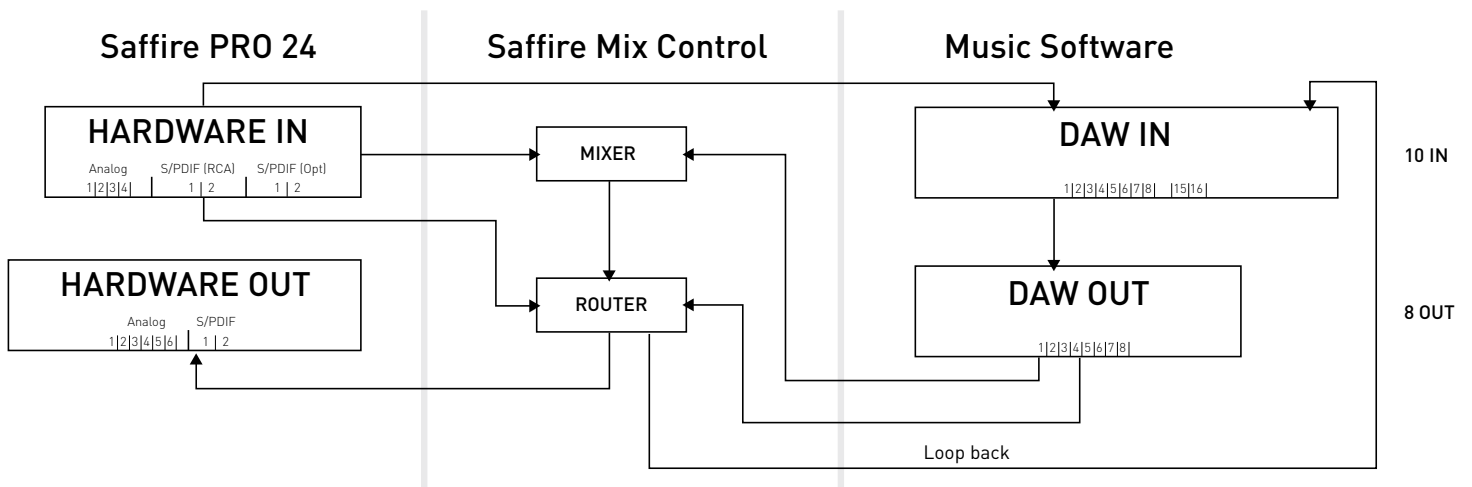 Saffire PRO 24
Saffire Mix Control
Music Software
HARDWARE IN
Analog S/PDIF (RCA) S/PDIF (Opt)
1|2|3|4| | 1 | 2 | 1 | 2
MIXER
DAW IN
1|2|3|4|5|6|7|8| |15|16|
10 IN
HARDWARE OUT
Analog S/PDIF
1|2|3|4|5|6| | 1 | 2
ROUTER
DAW OUT
1|2|3|4|5|6|7|8|
8 OUT
Loop back